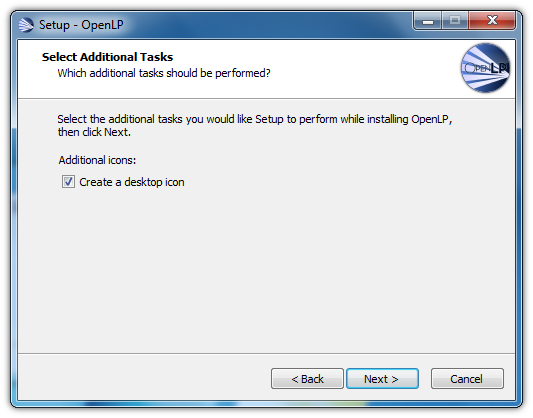 Setup - OpenLP
Select Additional Tasks
Which additional tasks should be performed?
OPENLP
Select the additional tasks you would like Setup to perform while installing OpenLP,
then click Next.
Additional icons:
Create a desktop icon
< Back
Next >
Cancel